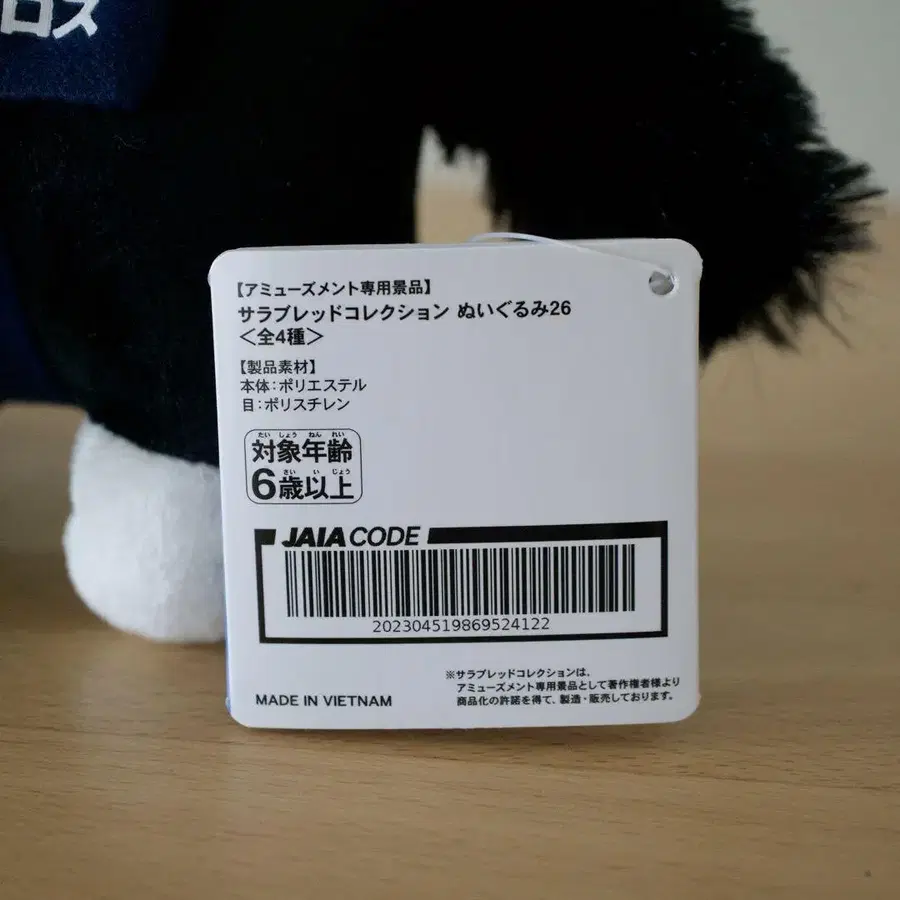 ロス
【アミューズメント専用景品】
サラブレッドコレクション ぬいぐるみ26
＜全4種＞
【製品素材】
本体：ポリエステル
目：ポリスチレン
たい しょう ねん れい
対象年齢
さい い じょう
6歳以上
JAIA CODE
202304519869524122
※サラブレッドコレクションは、
アミューズメント専用景品として著作権者様より
商品化の許諾を得て、製造・販売しております。
MADE IN VIETNAM